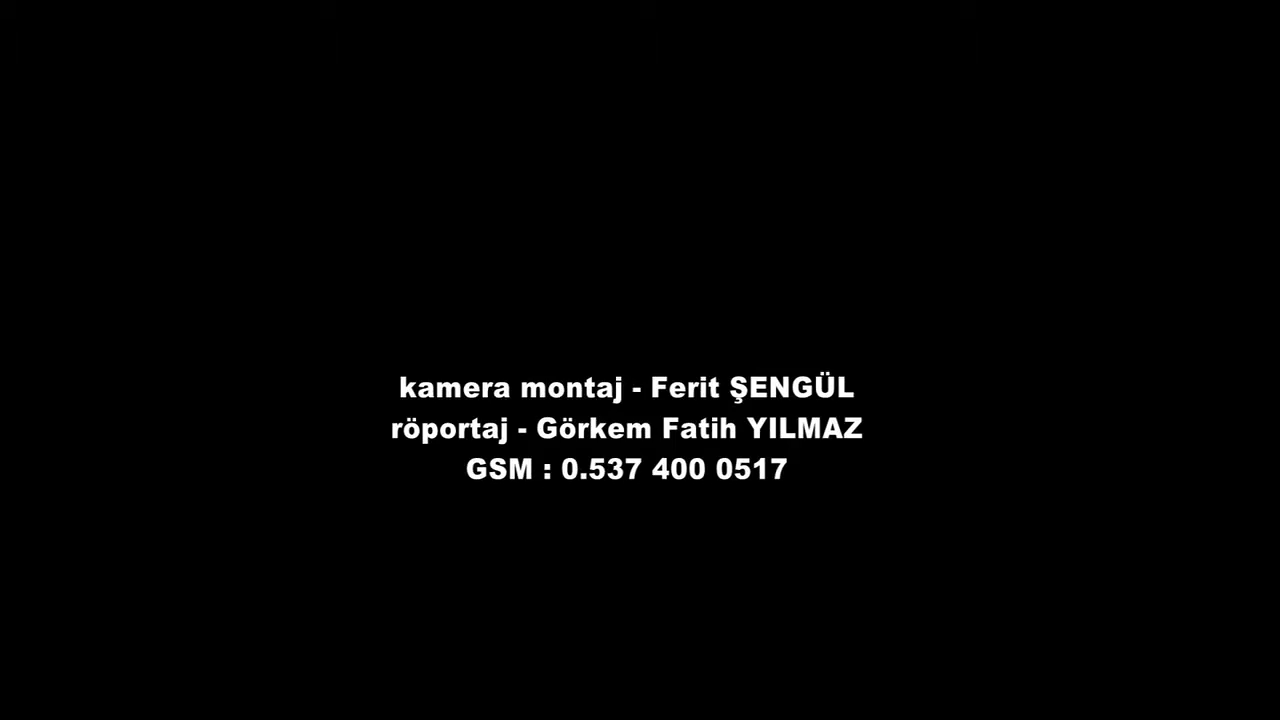 kamera montaj - Ferit ŞENGÜL
röportaj - Görkem Fatih YILMAZ
GSM : 0.537 400 0517